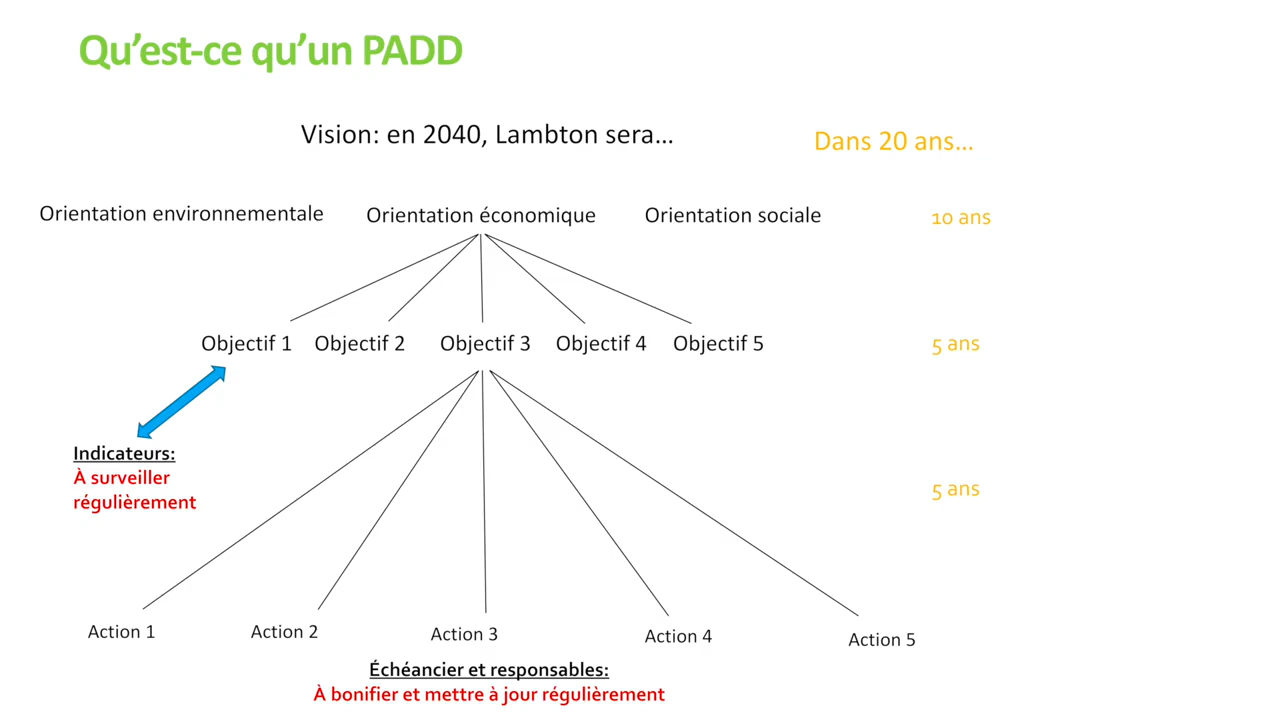 Qu’est-ce qu’un PADD
Vision: en 2040, Lambton sera…
Dans 20 ans…
Orientation environnementale
Orientation économique
Orientation sociale
10 ans
Objectif 1
Objectif 2
Objectif 3
Objectif 4
Objectif 5
5 ans
Indicateurs:
À surveiller
régulièrement
5 ans
Action 1
Action 2
Action 3
Action 4
Action 5
Échéancier et responsables:
À bonifier et mettre à jour régulièrement